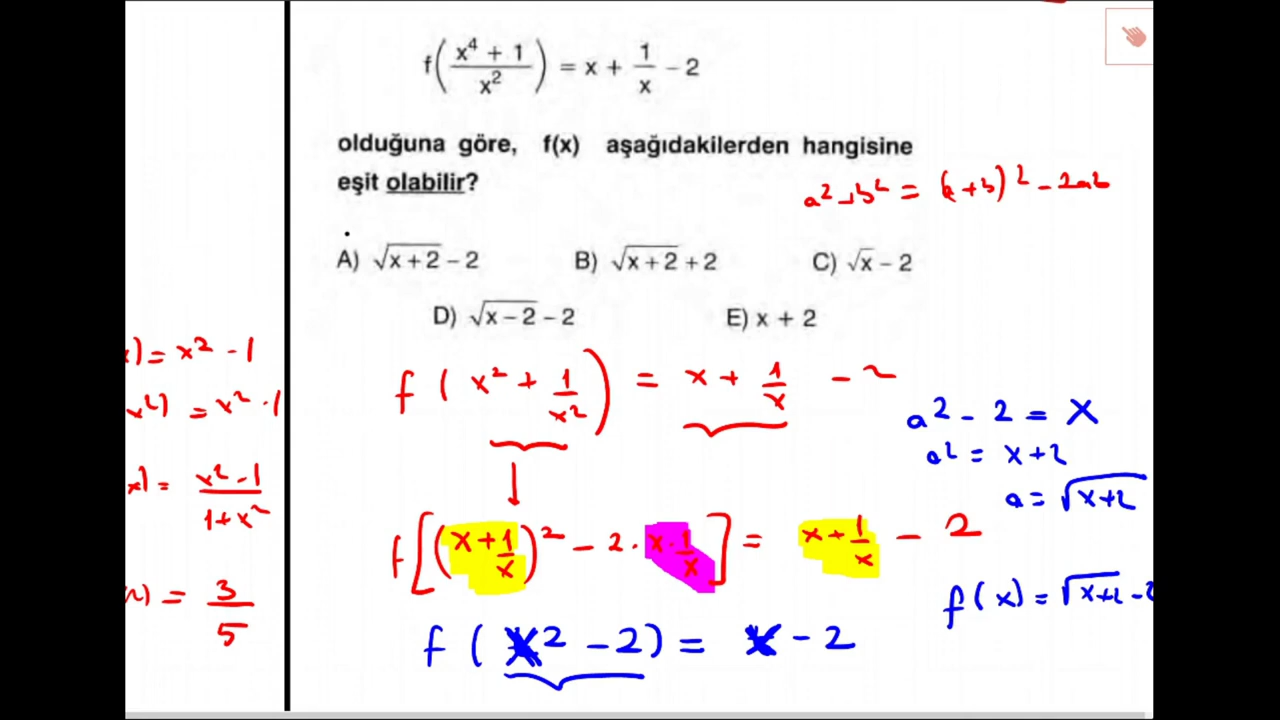 f((x⁴ + 1)/x²) = x + 1/x − 2
olduğuna göre, f(x) aşağıdakilerden hangisine
eşit olabilir?
a² + b² = (a + b)² − 2ab
A) √(x + 2) − 2 B) √(x + 2) + 2 C) √x − 2
D) √(x − 2) − 2 E) x + 2
x) = x² − 1
x²) = x² − 1
x) = (x² − 1)/(1 + x²)
= 3/5
f(x² + 1/x²) = x + 1/x − 2
f[(x + 1/x)² − 2 · x · 1/x] = x + 1/x − 2
f(x² − 2) = x − 2
a² − 2 = x
a² = x + 2
a = √(x + 2)
f(x) = √(x + 2) − 2